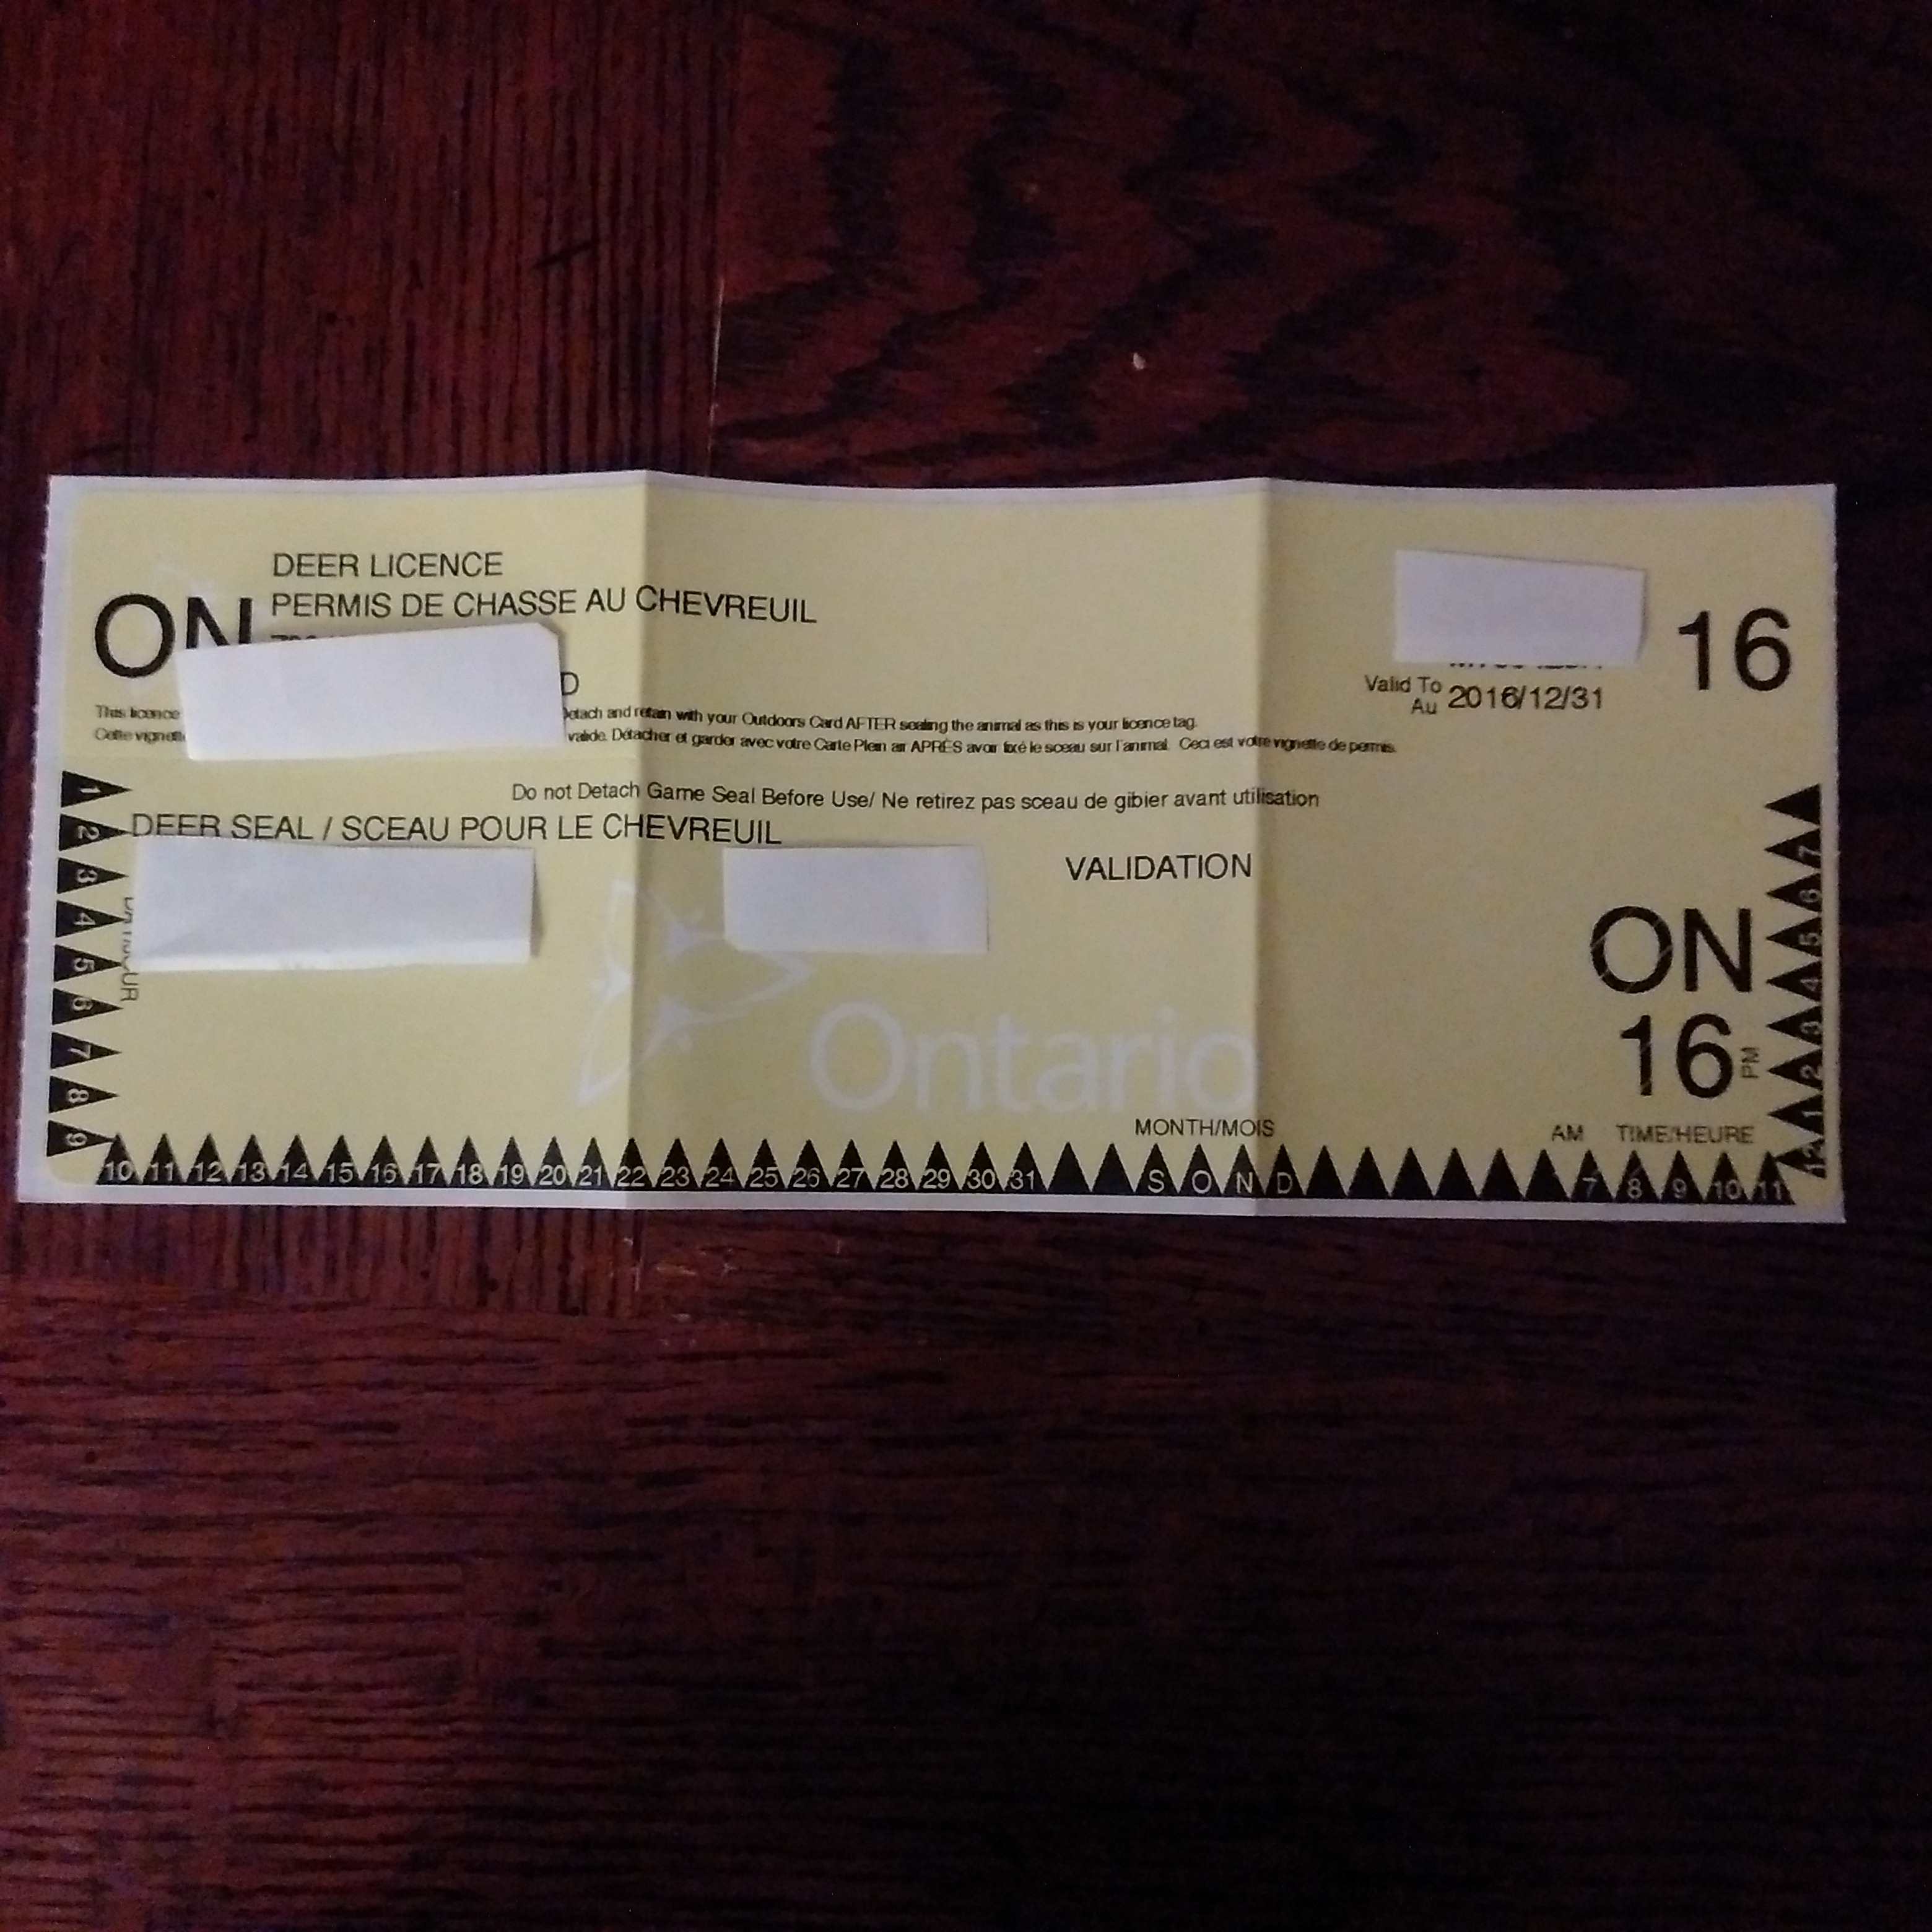 DEER LICENCE
PERMIS DE CHASSE AU CHEVREUIL
ON
16
Valid To 2016/12/31
Au
This licence etach and retain with your Outdoors Card AFTER sealing the animal as this is your licence tag.
Cette vignette valide. Détacher et garder avec votre Carte Plein air APRÈS avoir fixé le sceau sur l'animal. Ceci est votre vignette de permis.
Do not Detach Game Seal Before Use/ Ne retirez pas sceau de gibier avant utilisation
DEER SEAL / SCEAU POUR LE CHEVREUIL
VALIDATION
ON
16
Ontario
MONTH/MOIS
AM TIME/HEURE
PM
1 2 3 4 5 6 7 8 9
10 11 12 13 14 15 16 17 18 19 20 21 22 23 24 25 26 27 28 29 30 31 S O N D 7 8 9 10 11
12 1 2 3 4 5 6 7